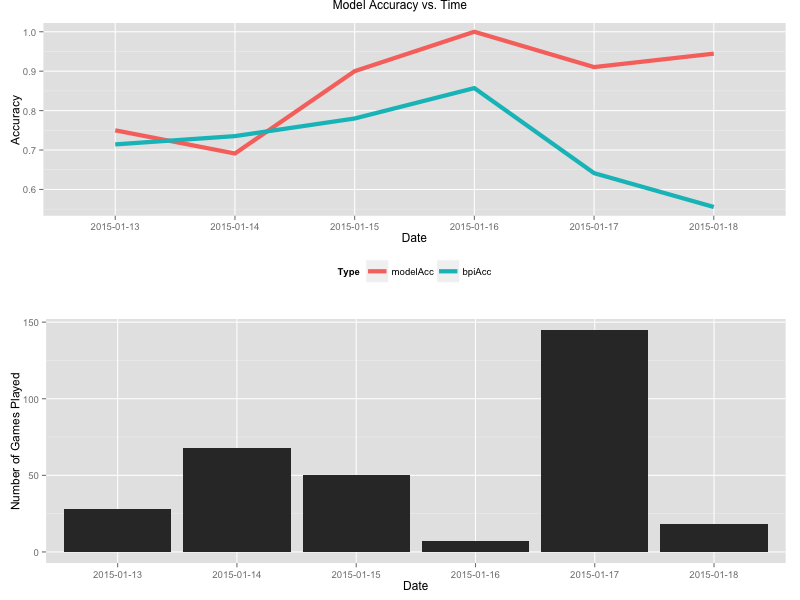 Model Accuracy vs. Time
1.0
0.9
0.8
0.7
0.6
Accuracy
2015-01-13 2015-01-14 2015-01-15 2015-01-16 2015-01-17 2015-01-18
Date
Type modelAcc bpiAcc
150
100
50
0
Number of Games Played
2015-01-13 2015-01-14 2015-01-15 2015-01-16 2015-01-17 2015-01-18
Date